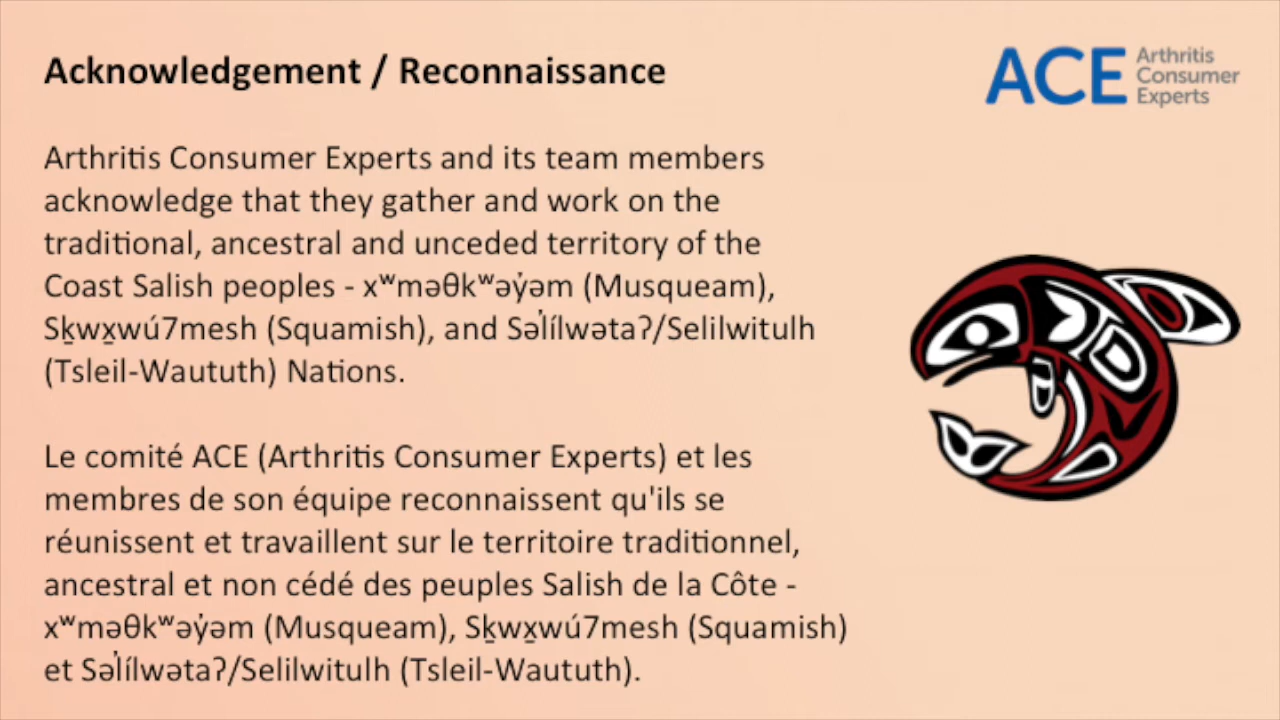 Acknowledgement / Reconnaissance
ACE Arthritis
Consumer
Experts
Arthritis Consumer Experts and its team members
acknowledge that they gather and work on the
traditional, ancestral and unceded territory of the
Coast Salish peoples - xʷməθkʷəy̓əm (Musqueam),
Sḵwx̱wú7mesh (Squamish), and Səl̓ílwətaʔ/Selilwitulh
(Tsleil-Waututh) Nations.
Le comité ACE (Arthritis Consumer Experts) et les
membres de son équipe reconnaissent qu'ils se
réunissent et travaillent sur le territoire traditionnel,
ancestral et non cédé des peuples Salish de la Côte -
xʷməθkʷəy̓əm (Musqueam), Sḵwx̱wú7mesh (Squamish)
et Səl̓ílwətaʔ/Selilwitulh (Tsleil-Waututh).